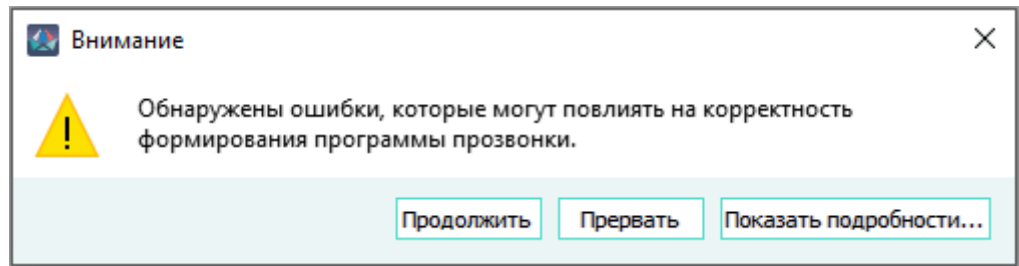 Внимание
Обнаружены ошибки, которые могут повлиять на корректность
формирования программы прозвонки.
Продолжить Прервать Показать подробности...